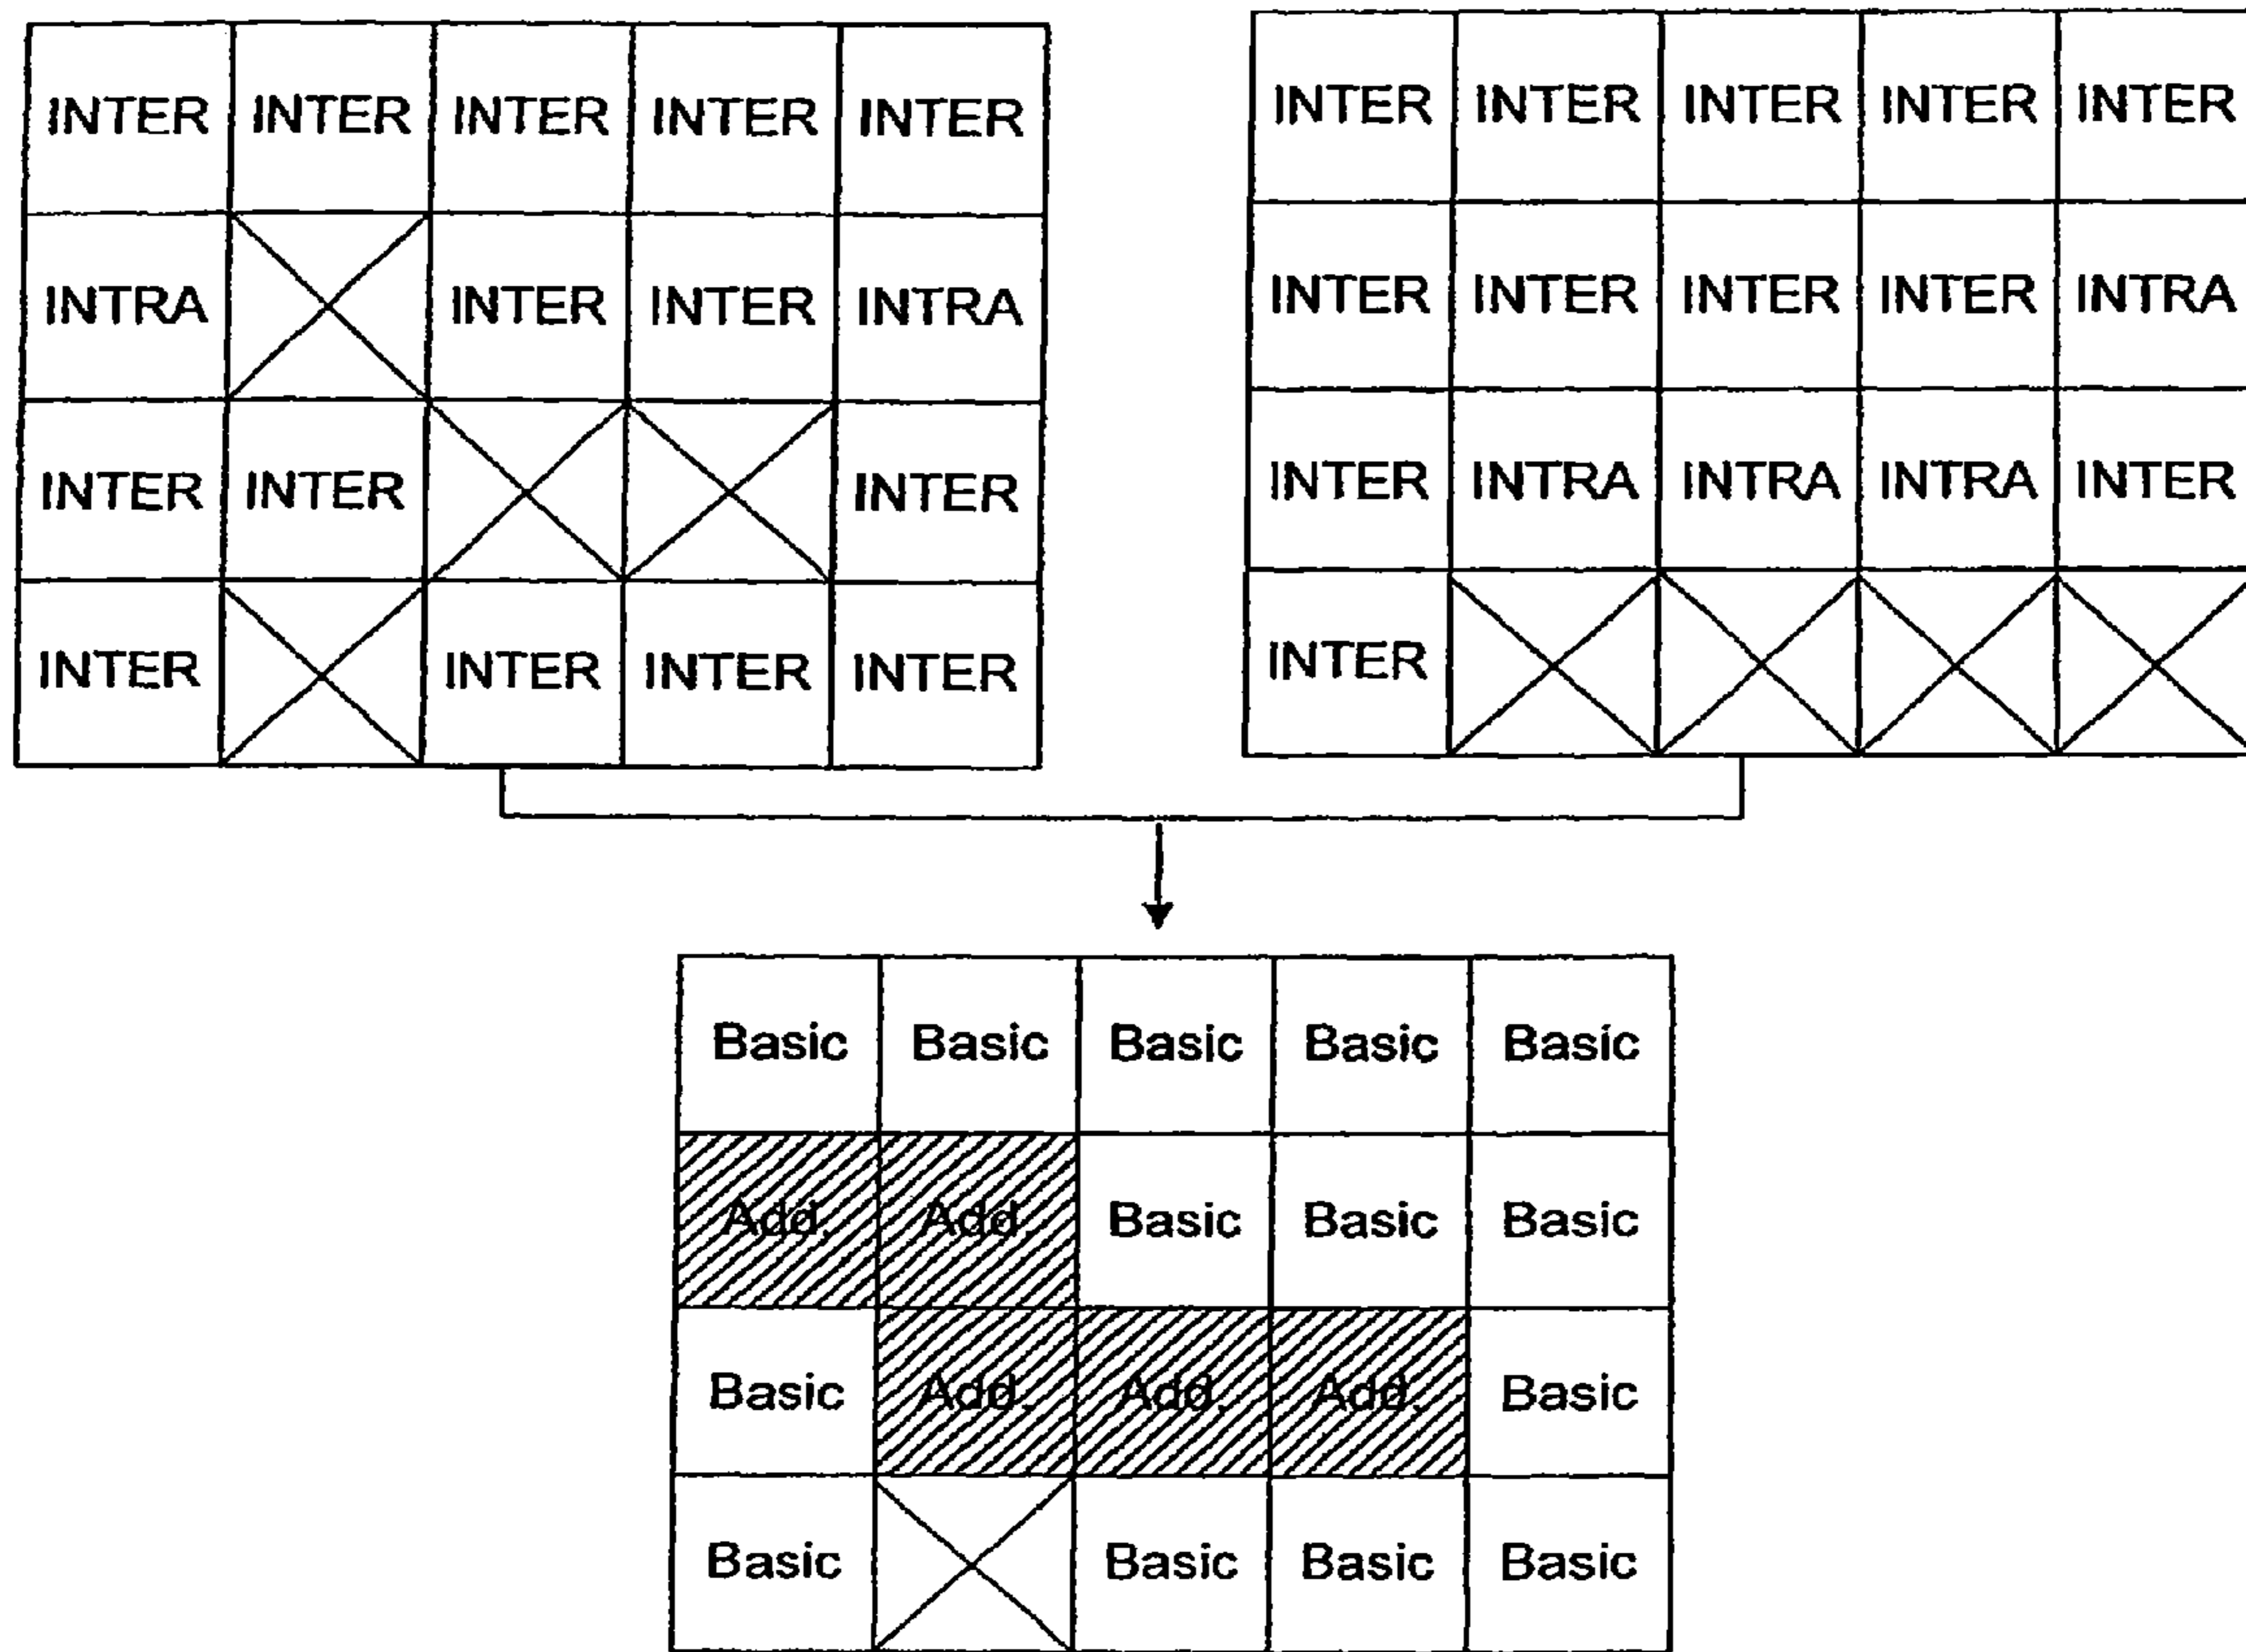 INTER INTER INTER INTER INTER
INTRA INTER INTER INTRA
INTER INTER INTER
INTER INTER INTER INTER
INTER INTER INTER INTER INTER
INTER INTER INTER INTER INTRA
INTER INTRA INTRA INTRA INTER
INTER
Basic Basic Basic Basic Basic
Add. Add. Basic Basic Basic
Basic Add. Add. Add. Basic
Basic Basic Basic Basic